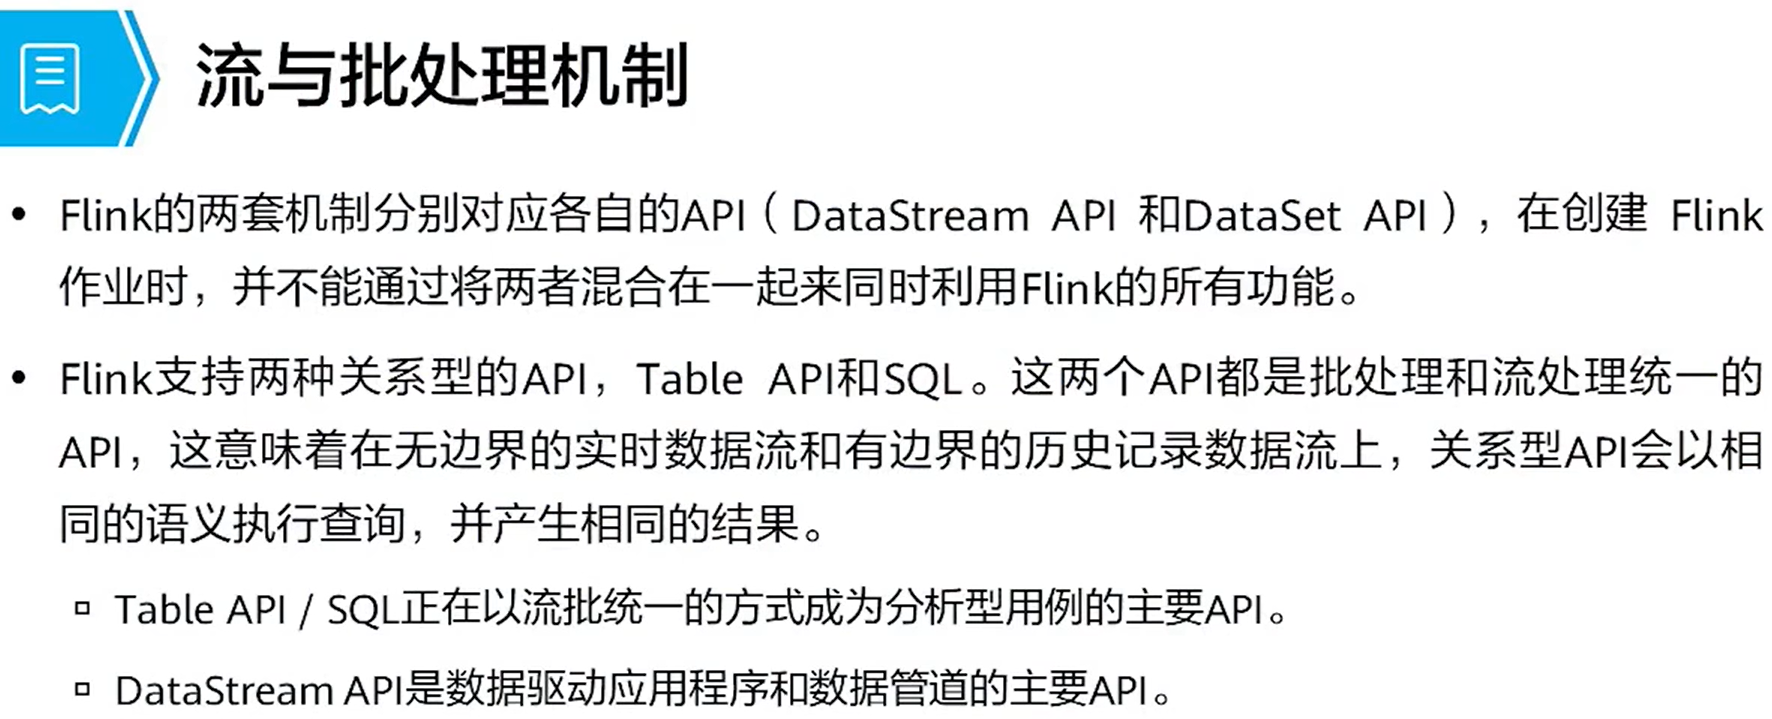 流与批处理机制
• Flink的两套机制分别对应各自的API（DataStream API 和DataSet API），在创建 Flink
作业时，并不能通过将两者混合在一起来同时利用Flink的所有功能。
• Flink支持两种关系型的API，Table API和SQL。这两个API都是批处理和流处理统一的
API，这意味着在无边界的实时数据流和有边界的历史记录数据流上，关系型API会以相
同的语义执行查询，并产生相同的结果。
▫ Table API / SQL正在以流批统一的方式成为分析型用例的主要API。
▫ DataStream API是数据驱动应用程序和数据管道的主要API。